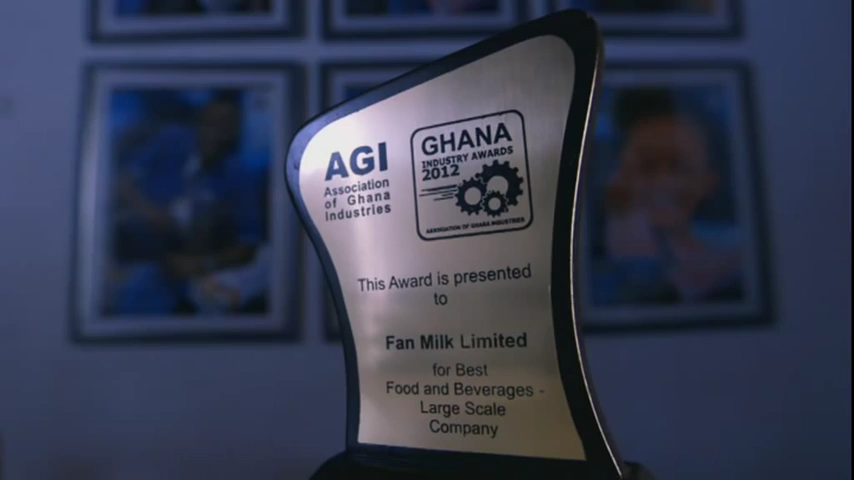 AGI
Association
of Ghana
Industries
GHANA
INDUSTRY AWARDS
2012
ASSOCIATION OF GHANA INDUSTRIES
This Award is presented
to
Fan Milk Limited
for Best
Food and Beverages -
Large Scale
Company